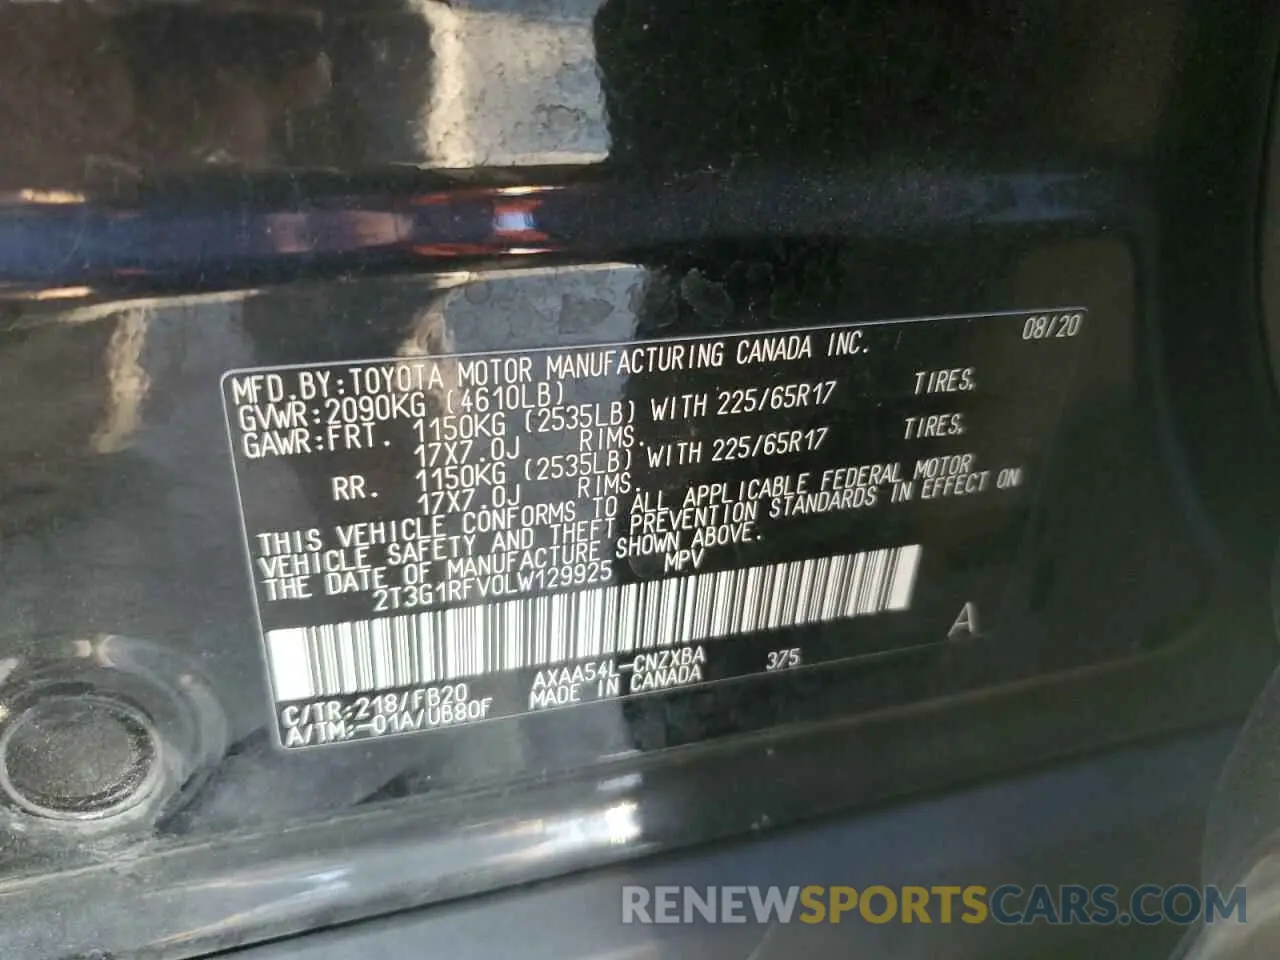 08/20
MFD.BY:TOYOTA MOTOR MANUFACTURING CANADA INC.
GVWR:2090KG (4610LB)
GAWR:FRT. 1150KG (2535LB) WITH 225/65R17 TIRES,
17X7.0J RIMS.
RR. 1150KG (2535LB) WITH 225/65R17 TIRES,
17X7.0J RIMS.
THIS VEHICLE CONFORMS TO ALL APPLICABLE FEDERAL MOTOR
VEHICLE SAFETY AND THEFT PREVENTION STANDARDS IN EFFECT ON
THE DATE OF MANUFACTURE SHOWN ABOVE.
2T3G1RFV0LW129925 MPV
A
C/TR:218/FB20 AXAA54L-CNZXBA 375
A/TM:-01A/UB80F MADE IN CANADA
RENEWSPORTSCARS.COM